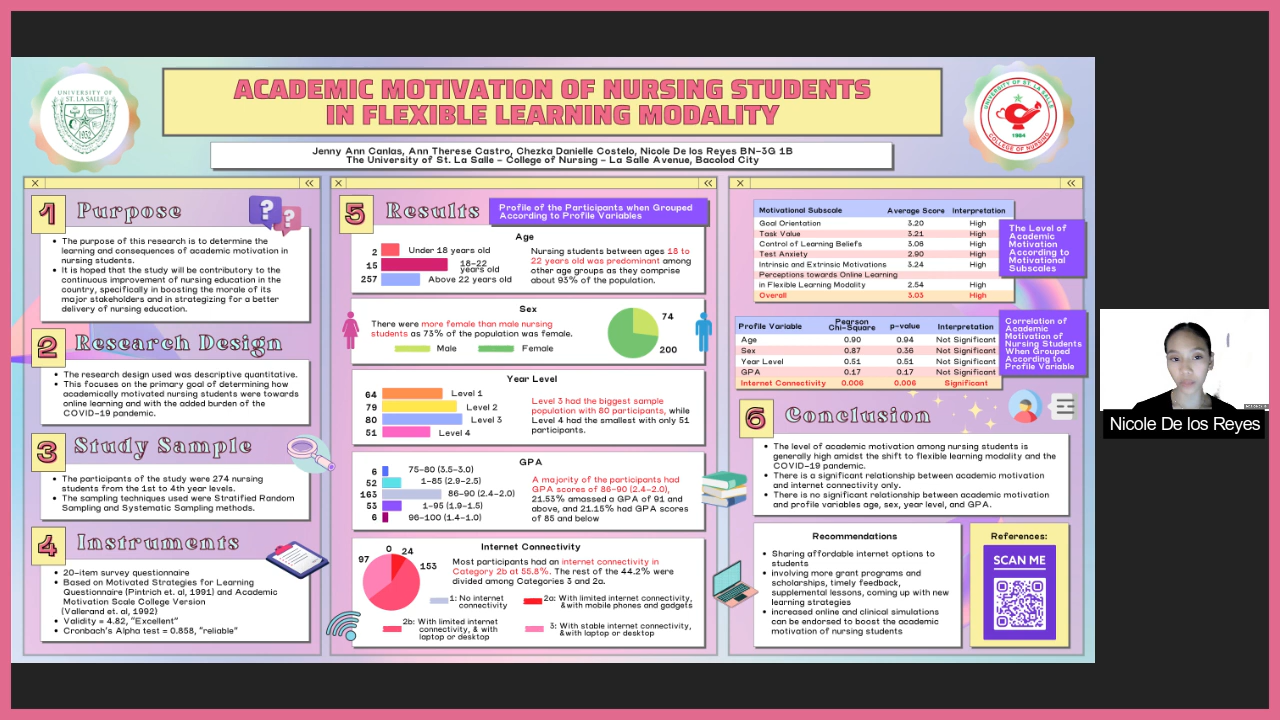 ACADEMIC MOTIVATION OF NURSING STUDENTS
IN FLEXIBLE LEARNING MODALITY
UNIVERSITY OF
ST. LA SALLE
UNIVERSITY OF ST. LA SALLE
COLLEGE OF NURSING
Jenny Ann Canlas, Ann Therese Castro, Chezka Danielle Costelo, Nicole De los Reyes BN-3G 1B
The University of St. La Salle - College of Nursing - La Salle Avenue, Bacolod City
1 Purpose
• The purpose of this research is to determine the
learning and consequences of academic motivation in
nursing students.
• It is hoped that the study will be contributory to the
continuous improvement of nursing education in the
country, specifically in boosting the morale of its
major stakeholders and in strategizing for a better
delivery of nursing education.
2 Research Design
• The research design used was descriptive quantitative.
• This focuses on the primary goal of determining how
academically motivated nursing students were towards
online learning and with the added burden of the
COVID-19 pandemic.
3 Study Sample
• The participants of the study were 274 nursing
students from the 1st to 4th year levels.
• The sampling techniques used were Stratified Random
Sampling and Systematic Sampling methods.
4 Instruments
• 20-item survey questionnaire
• Based on Motivated Strategies for Learning
Questionnaire (Pintrich et. al, 1991) and Academic
Motivation Scale College Version
(Vallerand et. al, 1992)
• Validity = 4.82, "Excellent"
• Cronbach's Alpha test = 0.858, "reliable"
5 Results
Profile of the Participants when Grouped
According to Profile Variables
Age
2 Under 18 years old
15 18-22
years old
257 Above 22 years old
Nursing students between ages 18 to
22 years old was predominant among
other age groups as they comprise
about 93% of the population.
Sex
There were more female than male nursing
students as 73% of the population was female.
Male Female
74
200
Year Level
64 Level 1
79 Level 2
80 Level 3
51 Level 4
Level 3 had the biggest sample
population with 80 participants, while
Level 4 had the smallest with only 51
participants.
GPA
6 75-80 (3.5-3.0)
52 1-85 (2.9-2.5)
163 86-90 (2.4-2.0)
53 1-95 (1.9-1.5)
6 96-100 (1.4-1.0)
A majority of the participants had
GPA scores of 86-90 (2.4-2.0),
21.53% amassed a GPA of 91 and
above, and 21.15% had GPA scores
of 85 and below
Internet Connectivity
97 0 24 153
Most participants had an internet connectivity in
Category 2b at 55.8%. The rest of the 44.2% were
divided among Categories 3 and 2a.
1: No internet
connectivity
2a: With limited internet connectivity,
&with mobile phones and gadgets
2b: With limited internet
connectivity, & with
laptop or desktop
3: With stable internet connectivity,
&with laptop or desktop
Motivational Subscale Average Score Interpretation
Goal Orientation 3.20 High
Task Value 3.21 High
Control of Learning Beliefs 3.08 High
Test Anxiety 2.90 High
Intrinsic and Extrinsic Motivations 3.24 High
Perceptions towards Online Learning
in Flexible Learning Modality 2.54 High
Overall 3.03 High
The Level of
Academic
Motivation
According to
Motivational
Subscales
Profile Variable Pearson
Chi-Square p-value Interpretation
Age 0.90 0.94 Not Significant
Sex 0.87 0.36 Not Significant
Year Level 0.51 0.51 Not Significant
GPA 0.17 0.17 Not Significant
Internet Connectivity 0.006 0.006 Significant
Correlation of
Academic
Motivation of
Nursing Students
When Grouped
According to
Profile Variable
6 Conclusion
• The level of academic motivation among nursing students is
generally high amidst the shift to flexible learning modality and the
COVID-19 pandemic.
• There is a significant relationship between academic motivation
and internet connectivity only.
• There is no significant relationship between academic motivation
and profile variables age, sex, year level, and GPA.
Recommendations
• Sharing affordable internet options to
students
• involving more grant programs and
scholarships, timely feedback,
supplemental lessons, coming up with new
learning strategies
• increased online and clinical simulations
can be endorsed to boost the academic
motivation of nursing students
References:
SCAN ME
Nicole De los Reyes